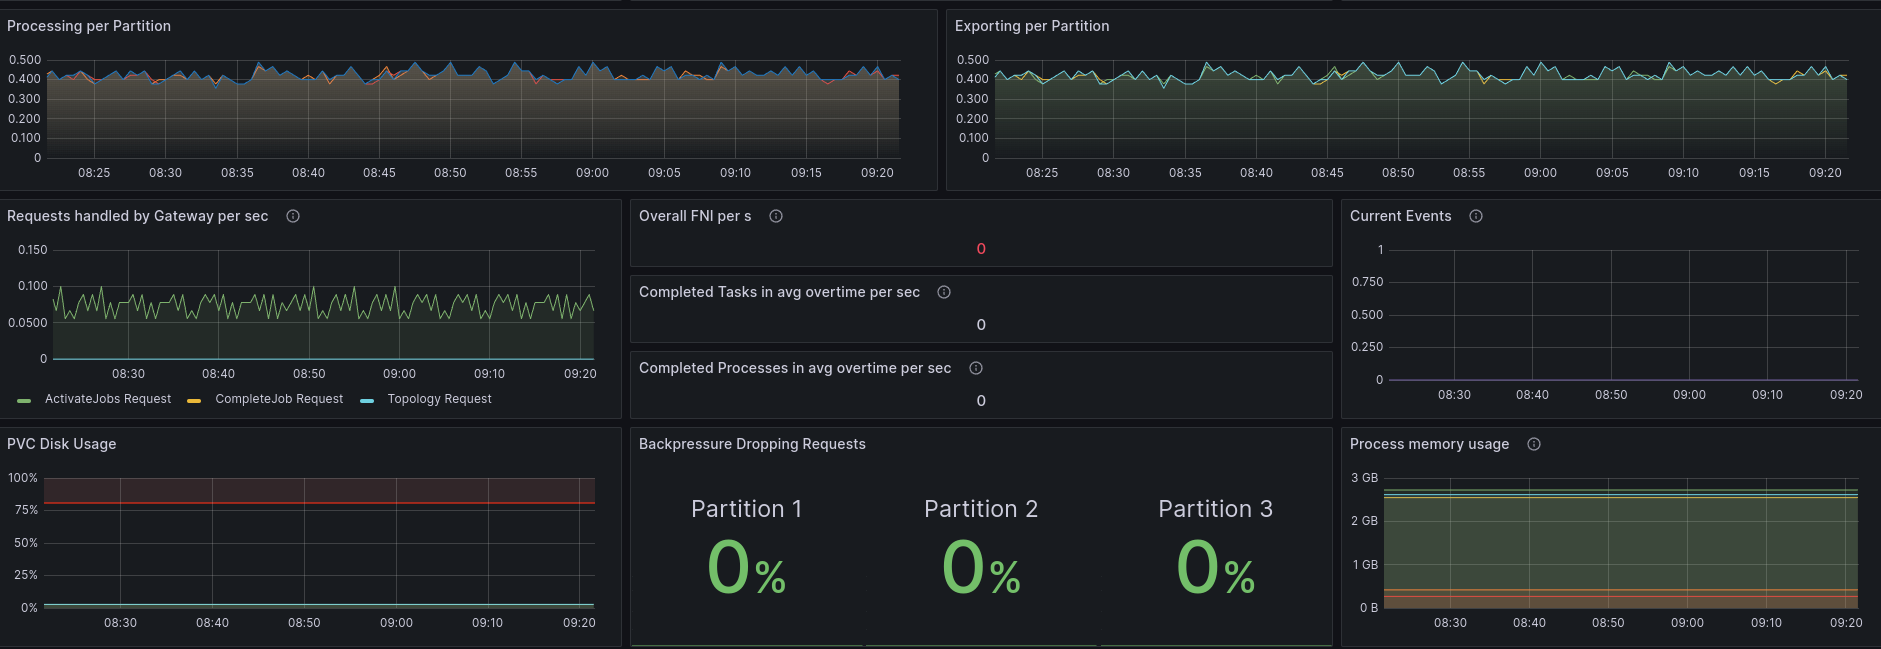 Processing per Partition
0.500
0.400
0.300
0.200
0.100
0
08:25 08:30 08:35 08:40 08:45 08:50 08:55 09:00 09:05 09:10 09:15 09:20
Exporting per Partition
0.500
0.400
0.300
0.200
0.100
0
08:25 08:30 08:35 08:40 08:45 08:50 08:55 09:00 09:05 09:10 09:15 09:20
Requests handled by Gateway per sec
0.150
0.100
0.0500
0
08:30 08:40 08:50 09:00 09:10 09:20
ActivateJobs Request CompleteJob Request Topology Request
Overall FNI per s
0
Completed Tasks in avg overtime per sec
0
Completed Processes in avg overtime per sec
0
Current Events
1
0.750
0.500
0.250
0
08:30 08:40 08:50 09:00 09:10 09:20
PVC Disk Usage
100%
75%
50%
25%
0%
08:30 08:40 08:50 09:00 09:10 09:20
Backpressure Dropping Requests
Partition 1 Partition 2 Partition 3
0% 0% 0%
Process memory usage
3 GB
2 GB
1 GB
0 B
08:30 08:40 08:50 09:00 09:10 09:20